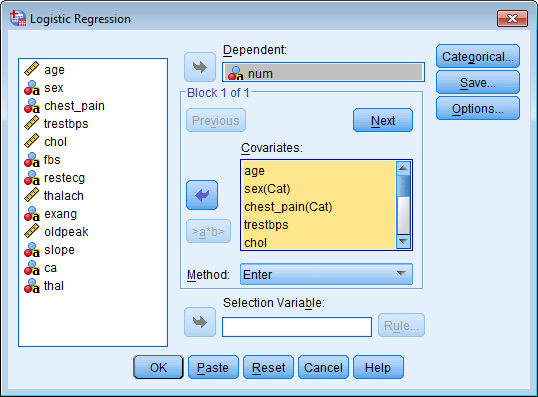 Logistic Regression
age
sex
chest_pain
trestbps
chol
fbs
restecg
thalach
exang
oldpeak
slope
ca
thal
Dependent:
num
Block 1 of 1
Previous
Next
Covariates:
age
sex(Cat)
chest_pain(Cat)
trestbps
chol
>a*b>
Method: Enter
Selection Variable:
Rule...
Categorical...
Save...
Options...
OK Paste Reset Cancel Help